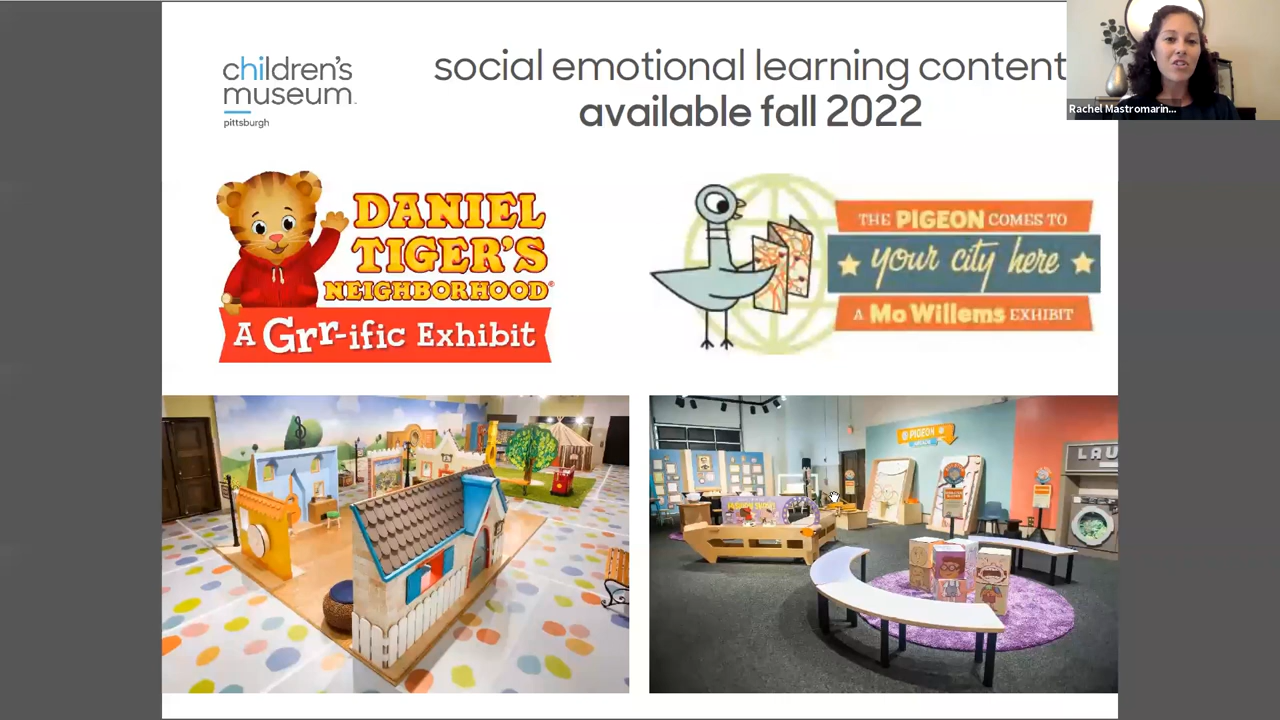 children's
museum
pittsburgh
social emotional learning content
available fall 2022
Rachel Mastromarin...
DANIEL
TIGER'S
NEIGHBORHOOD®
A Grr-ific Exhibit
THE PIGEON COMES TO
your city here
A Mo Willems EXHIBIT
PIGEON
LAU